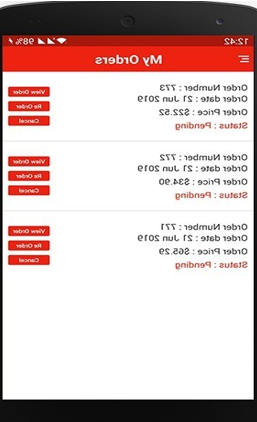 12:42
98%
My Orders
Order Number : 773
Order date : 21 Jun 2019
Order Price : $22.52
Status : Pending
View Order
Re Order
Cancel
Order Number : 772
Order date : 21 Jun 2019
Order Price : $34.90
Status : Pending
View Order
Re Order
Cancel
Order Number : 771
Order date : 21 Jun 2019
Order Price : $65.29
Status : Pending
View Order
Re Order
Cancel